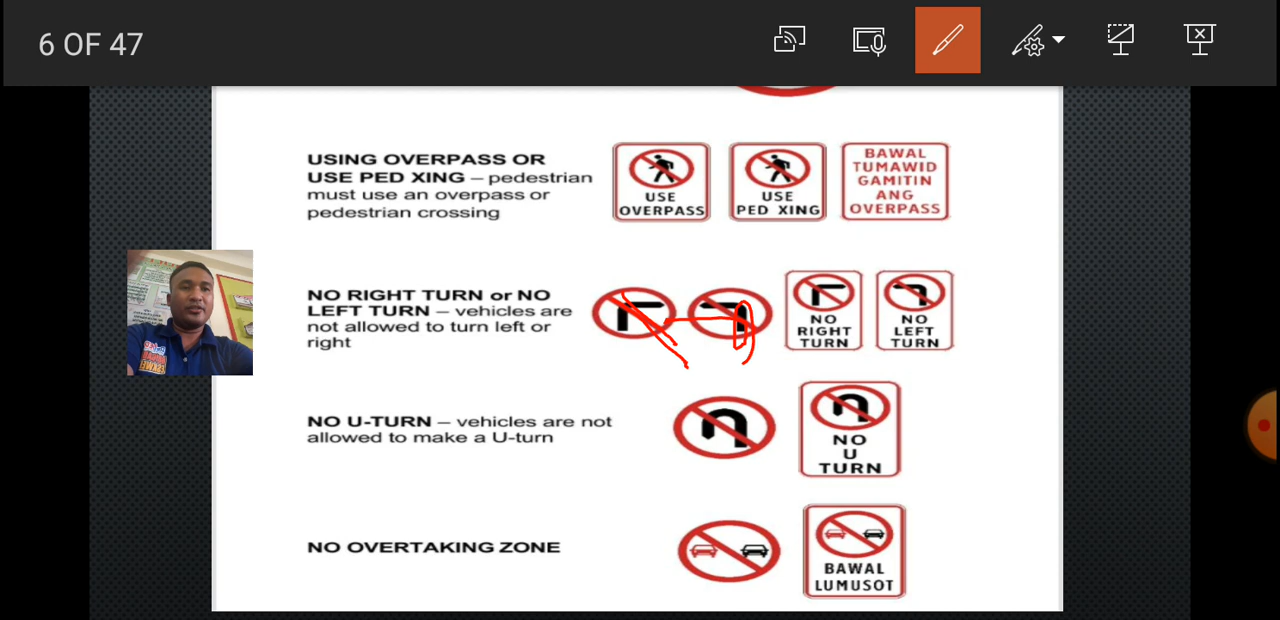 6 OF 47
USING OVERPASS OR
USE PED XING – pedestrian
must use an overpass or
pedestrian crossing
USE
OVERPASS
USE
PED XING
BAWAL
TUMAWID
GAMITIN
ANG
OVERPASS
NO RIGHT TURN or NO
LEFT TURN – vehicles are
not allowed to turn left or
right
NO
RIGHT
TURN
NO
LEFT
TURN
NO U-TURN – vehicles are not
allowed to make a U-turn
NO
U
TURN
NO OVERTAKING ZONE
BAWAL
LUMUSOT